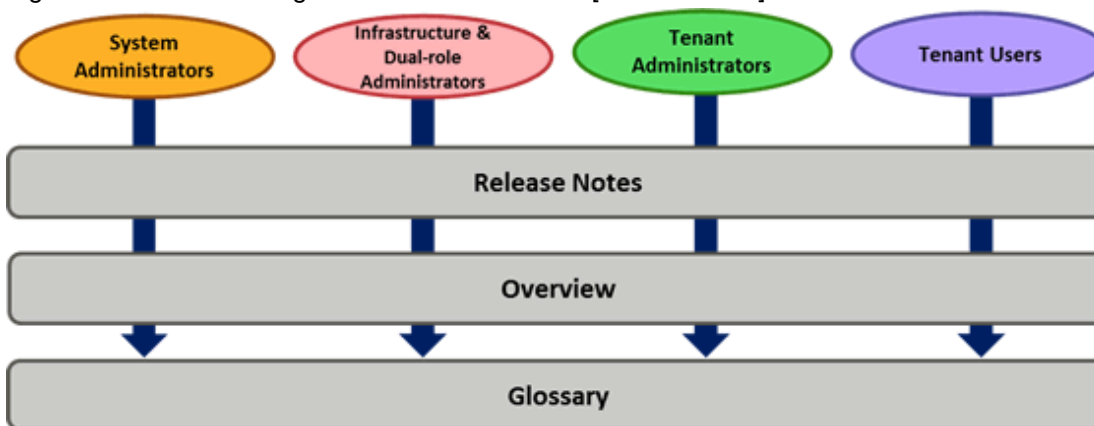 System
Administrators
Infrastructure &
Dual-role
Administrators
Tenant
Administrators
Tenant Users
Release Notes
Overview
Glossary